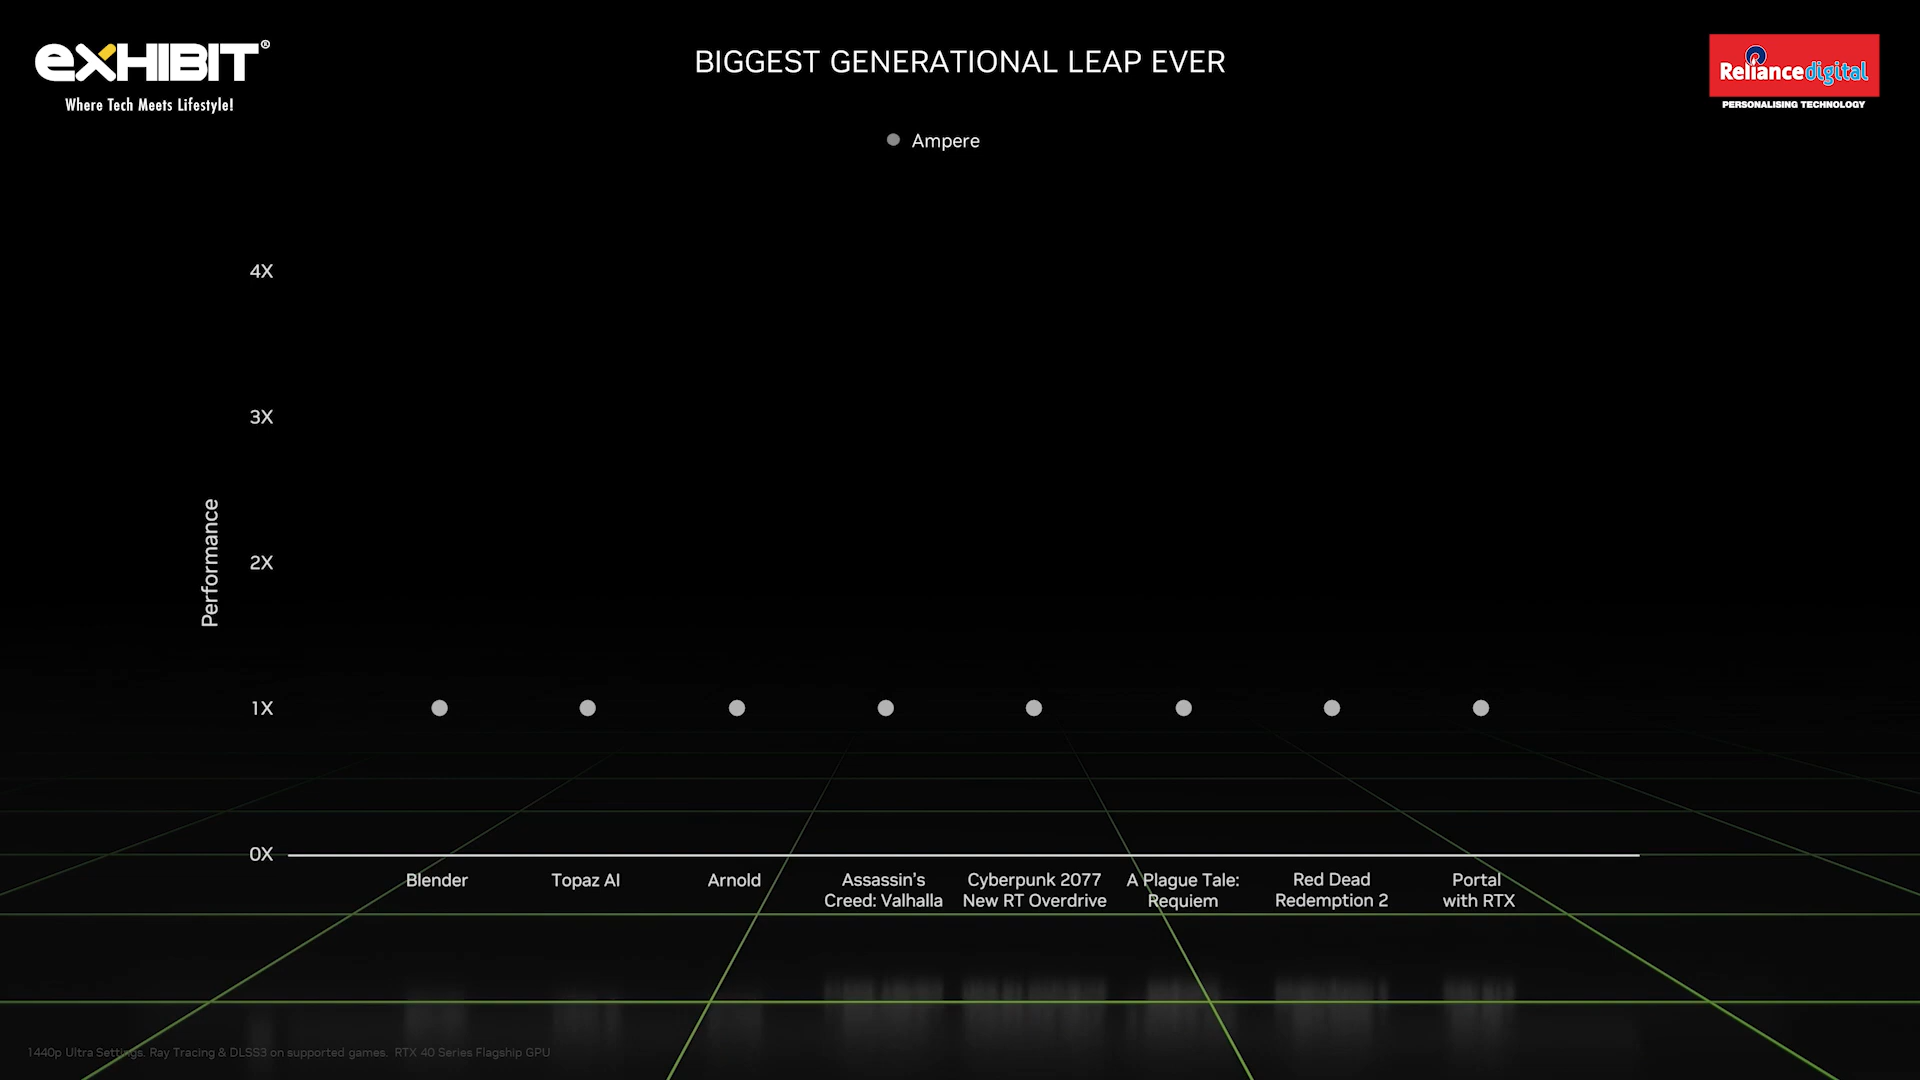 eXHIBIT®
Where Tech Meets Lifestyle!
BIGGEST GENERATIONAL LEAP EVER
Reliance digital
PERSONALISING TECHNOLOGY
Ampere
4X
3X
2X
1X
0X
Performance
Blender
Topaz AI
Arnold
Assassin's
Creed: Valhalla
Cyberpunk 2077
New RT Overdrive
A Plague Tale:
Requiem
Red Dead
Redemption 2
Portal
with RTX
1440p Ultra Settings. Ray Tracing & DLSS3 on supported games. RTX 40 Series Flagship GPU